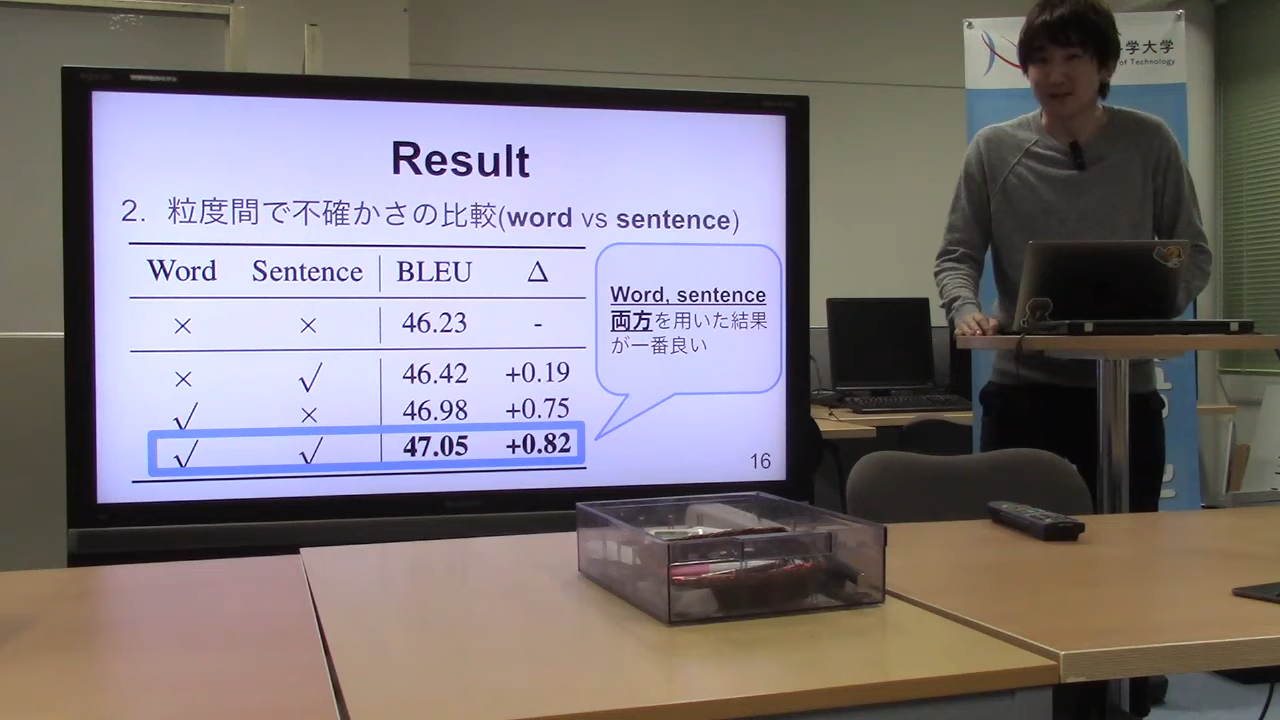 Result
2. 粒度間で不確かさの比較(word vs sentence)
Word Sentence BLEU Δ
× × 46.23 -
× √ 46.42 +0.19
√ × 46.98 +0.75
√ √ 47.05 +0.82
Word, sentence
両方を用いた結果
が一番良い
16
学大学
of Technology